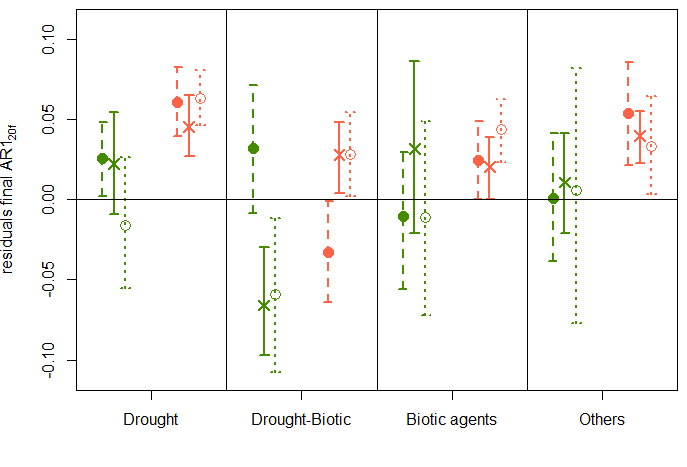 0.10
0.05
0.00
-0.05
-0.10
residuals final AR120f
Drought
Drought-Biotic
Biotic agents
Others